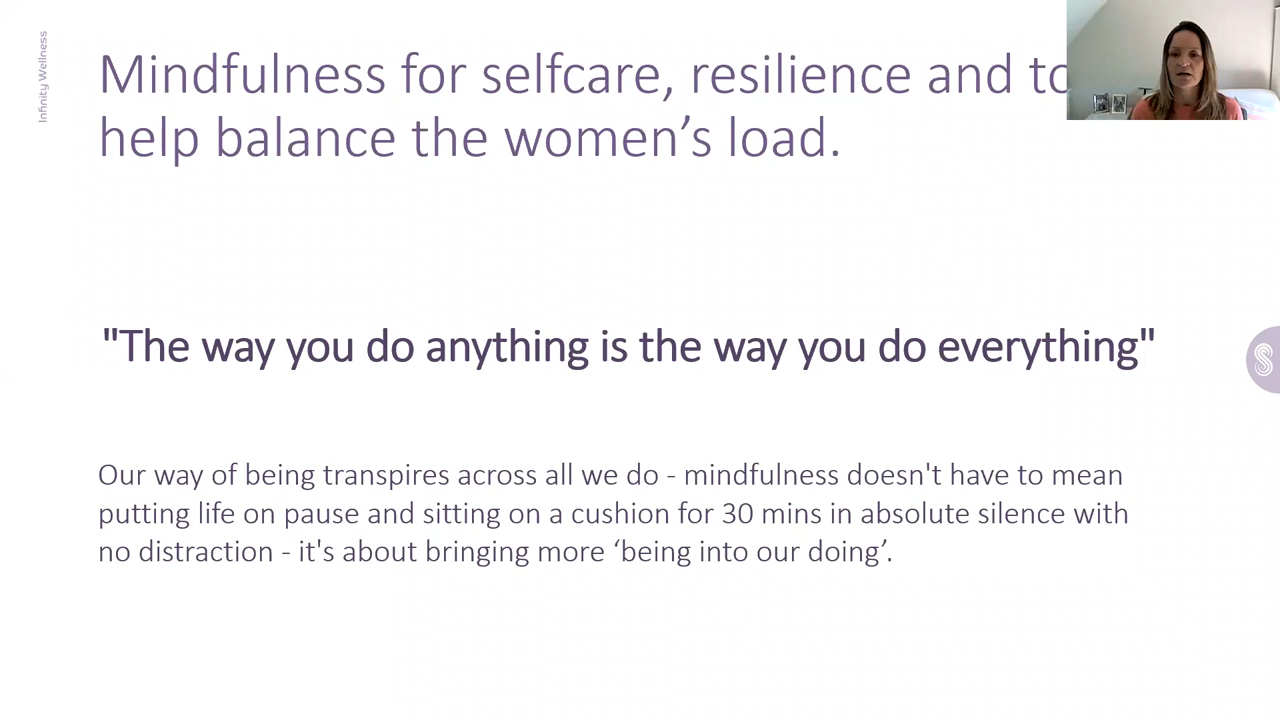 Infinity Wellness
Mindfulness for selfcare, resilience and to
help balance the women’s load.
"The way you do anything is the way you do everything"
Our way of being transpires across all we do - mindfulness doesn't have to mean
putting life on pause and sitting on a cushion for 30 mins in absolute silence with
no distraction - it's about bringing more ‘being into our doing’.